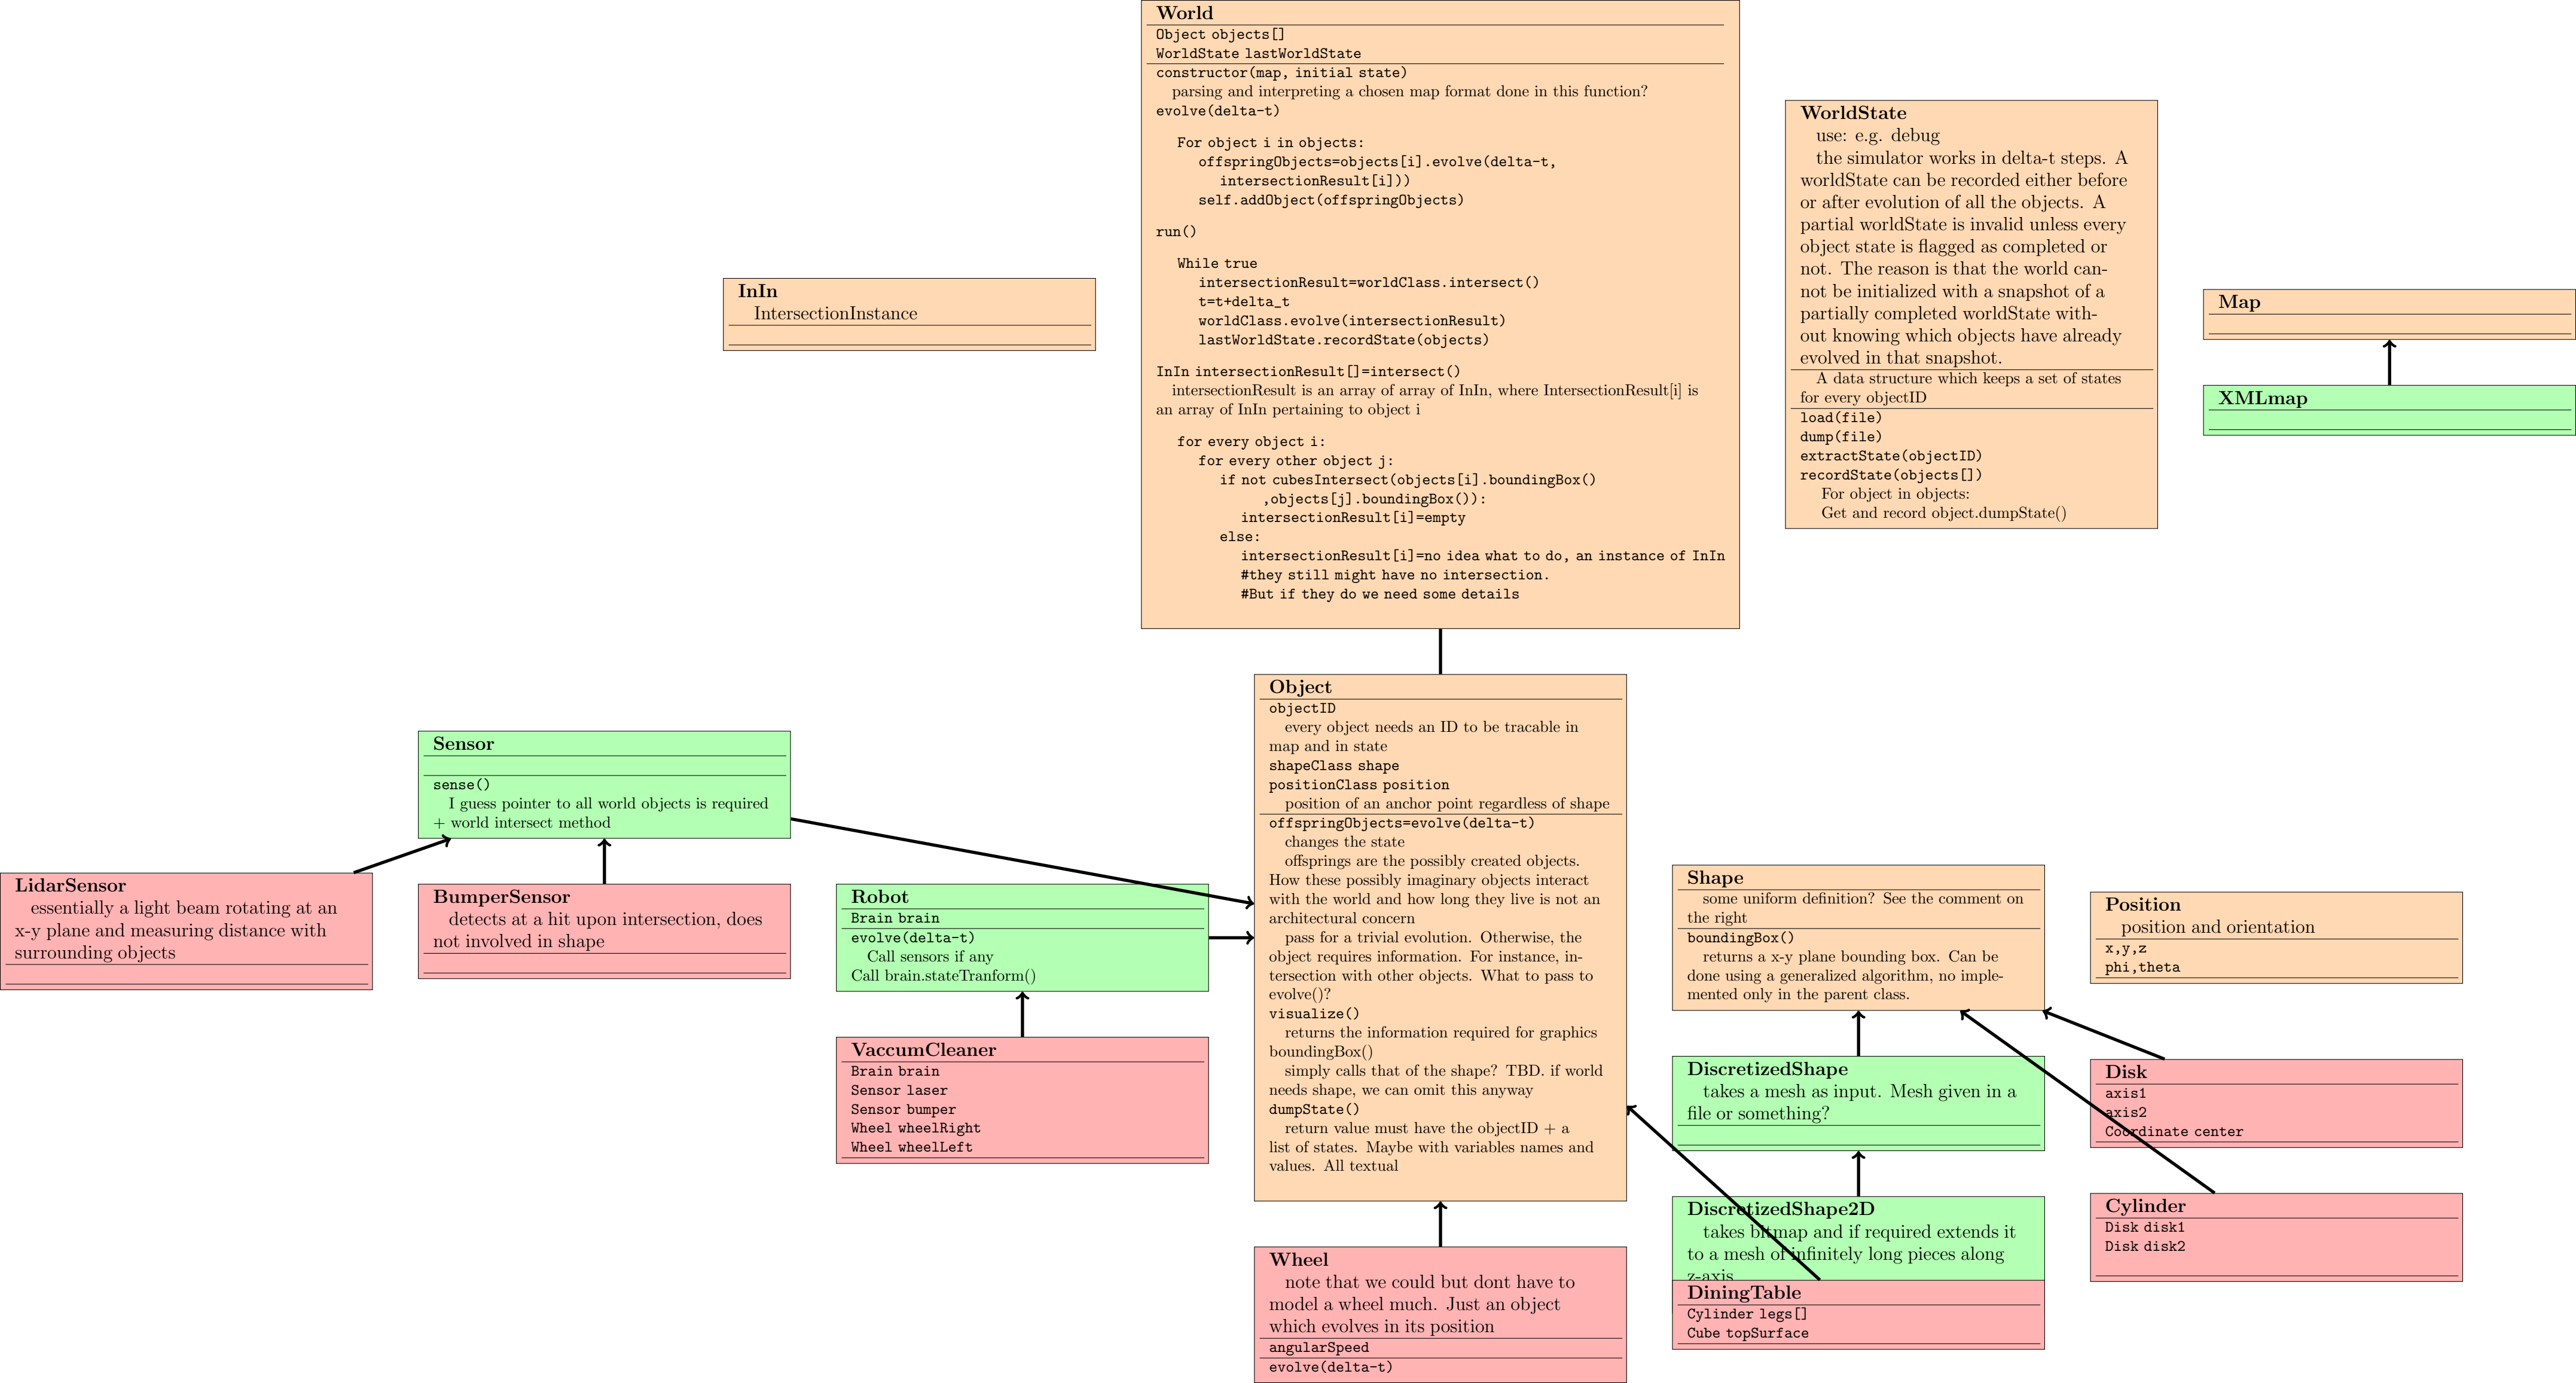 World
Object objects[]
WorldState lastWorldState
constructor(map, initial state)
parsing and interpreting a chosen map format done in this function?
evolve(delta-t)
For object i in objects:
offspringObjects=objects[i].evolve(delta-t,
intersectionResult[i]))
self.addObject(offspringObjects)
run()
While true
intersectionResult=worldClass.intersect()
t=t+delta_t
worldClass.evolve(intersectionResult)
lastWorldState.recordState(objects)
InIn intersectionResult[]=intersect()
intersectionResult is an array of array of InIn, where IntersectionResult[i] is
an array of InIn pertaining to object i
for every object i:
for every other object j:
if not cubesIntersect(objects[i].boundingBox()
,objects[j].boundingBox()):
intersectionResult[i]=empty
else:
intersectionResult[i]=no idea what to do, an instance of InIn
#they still might have no intersection.
#But if they do we need some details
WorldState
use: e.g. debug
the simulator works in delta-t steps. A
worldState can be recorded either before
or after evolution of all the objects. A
partial worldState is invalid unless every
object state is flagged as completed or
not. The reason is that the world can-
not be initialized with a snapshot of a
partially completed worldState with-
out knowing which objects have already
evolved in that snapshot.
A data structure which keeps a set of states
for every objectID
load(file)
dump(file)
extractState(objectID)
recordState(objects[])
For object in objects:
Get and record object.dumpState()
InIn
IntersectionInstance
Map
XMLmap
Object
objectID
every object needs an ID to be tracable in
map and in state
shapeClass shape
positionClass position
position of an anchor point regardless of shape
offspringObjects=evolve(delta-t)
changes the state
offsprings are the possibly created objects.
How these possibly imaginary objects interact
with the world and how long they live is not an
architectural concern
pass for a trivial evolution. Otherwise, the
object requires information. For instance, in-
tersection with other objects. What to pass to
evolve()?
visualize()
returns the information required for graphics
boundingBox()
simply calls that of the shape? TBD. if world
needs shape, we can omit this anyway
dumpState()
return value must have the objectID + a
list of states. Maybe with variables names and
values. All textual
Sensor
sense()
I guess pointer to all world objects is required
+ world intersect method
LidarSensor
essentially a light beam rotating at an
x-y plane and measuring distance with
surrounding objects
BumperSensor
detects at a hit upon intersection, does
not involved in shape
Robot
Brain brain
evolve(delta-t)
Call sensors if any
Call brain.stateTranform()
VaccumCleaner
Brain brain
Sensor laser
Sensor bumper
Wheel wheelRight
Wheel wheelLeft
Shape
some uniform definition? See the comment on
the right
boundingBox()
returns a x-y plane bounding box. Can be
done using a generalized algorithm, no imple-
mented only in the parent class.
Position
position and orientation
x,y,z
phi,theta
DiscretizedShape
takes a mesh as input. Mesh given in a
file or something?
Disk
axis1
axis2
Coordinate center
DiscretizedShape2D
takes bitmap and if required extends it
to a mesh of infinitely long pieces along
z-axis
Cylinder
Disk disk1
Disk disk2
Wheel
note that we could but dont have to
model a wheel much. Just an object
which evolves in its position
angularSpeed
evolve(delta-t)
DiningTable
Cylinder legs[]
Cube topSurface